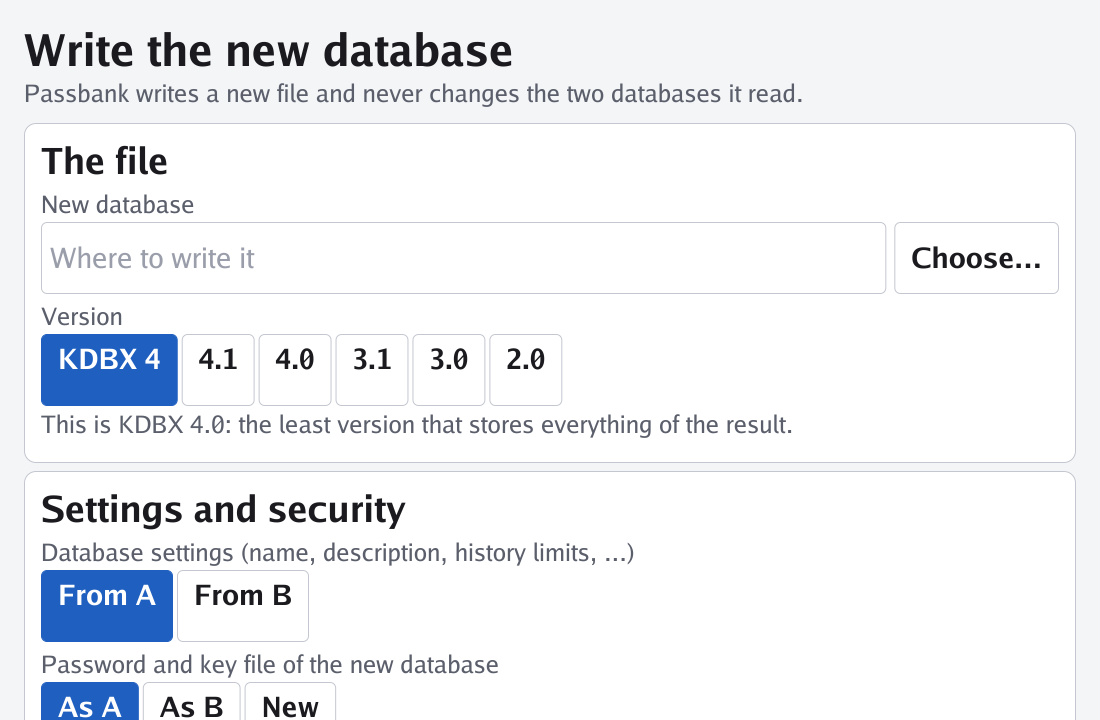 Write the new database
Passbank writes a new file and never changes the two databases it read.
The file
New database
Where to write it
Choose...
Version
KDBX 4 4.1 4.0 3.1 3.0 2.0
This is KDBX 4.0: the least version that stores everything of the result.
Settings and security
Database settings (name, description, history limits, ...)
From A From B
Password and key file of the new database
As A As B New